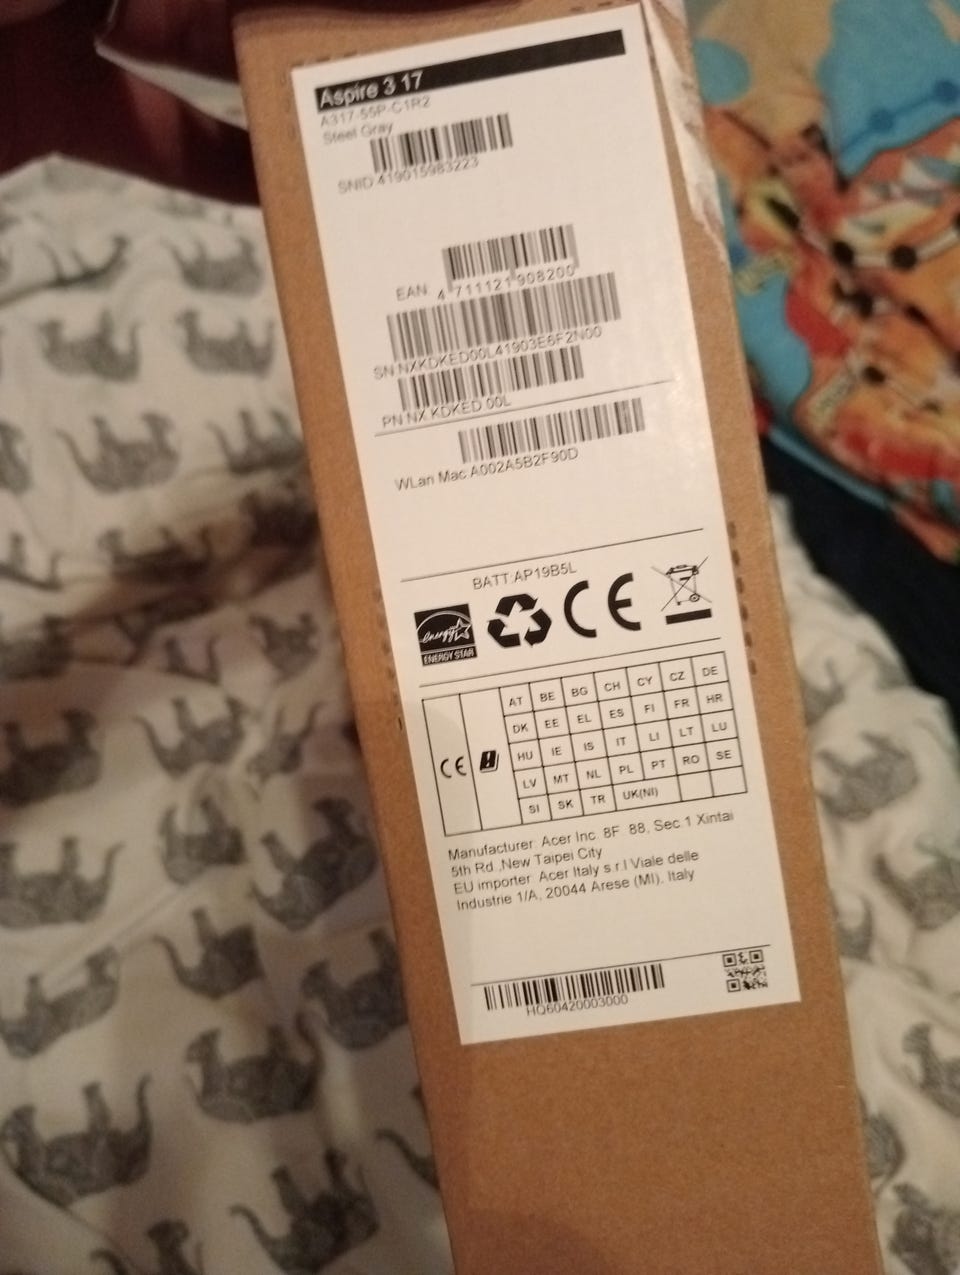 Aspire 3 17
A317-55P-C1R2
Steel Gray
SNID:419015983223
EAN: 4 711121 908200
SN:NXKDKED00L41903E6F2N00
PN:NX.KDKED.00L
WLan Mac:A002A5B2F90D
BATT:AP19B5L
energy
ENERGY STAR
CE
CE
AT BE BG CH CY CZ DE
DK EE EL ES FI FR HR
HU IE IS IT LI LT LU
LV MT NL PL PT RO SE
SI SK TR UK(NI)
Manufacturer: Acer Inc. 8F 88, Sec.1 Xintai
5th Rd.,New Taipei City
EU importer: Acer Italy s.r.l Viale delle
Industrie 1/A, 20044 Arese (MI), Italy
HQ60420003000